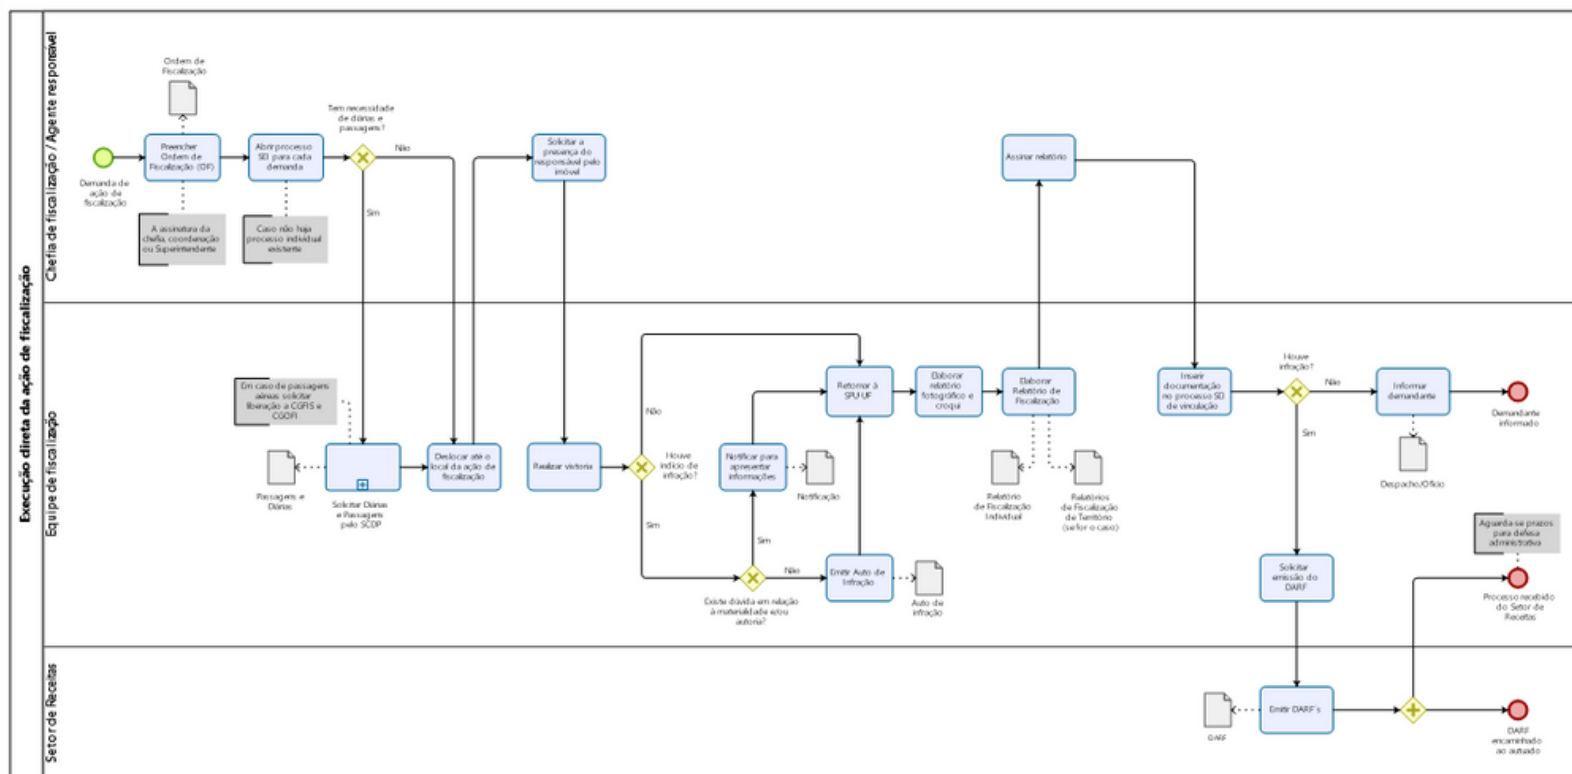 Execução direta da ação de fiscalização
Chefia de fiscalização / Agente responsável
Ordem de
Fiscalização
Demanda de
ação de
fiscalização
Preencher
Ordem de
Fiscalização (OF)
A assinatura da
chefia, coordenação
ou Superintendente
Abrir processo
SEI para cada
demanda
Caso não haja
processo individual
existente
Tem necessidade
de diárias e
passagens?
Não
Sim
Solicitar a
presença do
responsável pelo
imóvel
Assinar relatório
Equipe de fiscalização
Em caso de passagens
aéreas solicitar
liberação a CGFIS e
CGOFI
Passagens e
Diárias
Solicitar Diárias
e Passagens
pelo SCDP
Deslocar até o
local da ação de
fiscalização
Realizar vistoria
Houve
indício de
infração?
Não
Sim
Existe dúvida em relação
à materialidade e/ou
autoria?
Sim
Não
Notificar para
apresentar
informações
Notificação
Emitir Auto de
Infração
Auto de
infração
Retornar à
SPU-UF
Elaborar
relatório
fotográfico e
croqui
Elaborar
Relatório de
Fiscalização
Relatório
de Fiscalização
Individual
Relatórios
de Fiscalização
de Território
(se for o caso)
Inserir
documentação
no processo SEI
de vinculação
Houve
infração?
Não
Sim
Informar
demandante
Despacho/Ofício
Demandante
informado
Solicitar
emissão do
DARF
Aguarda-se prazos
para defesa
administrativa
Processo recebido
do Setor de
Receitas
Setor de Receitas
DARF
Emitir DARF's
DARF
encaminhado
ao autuado